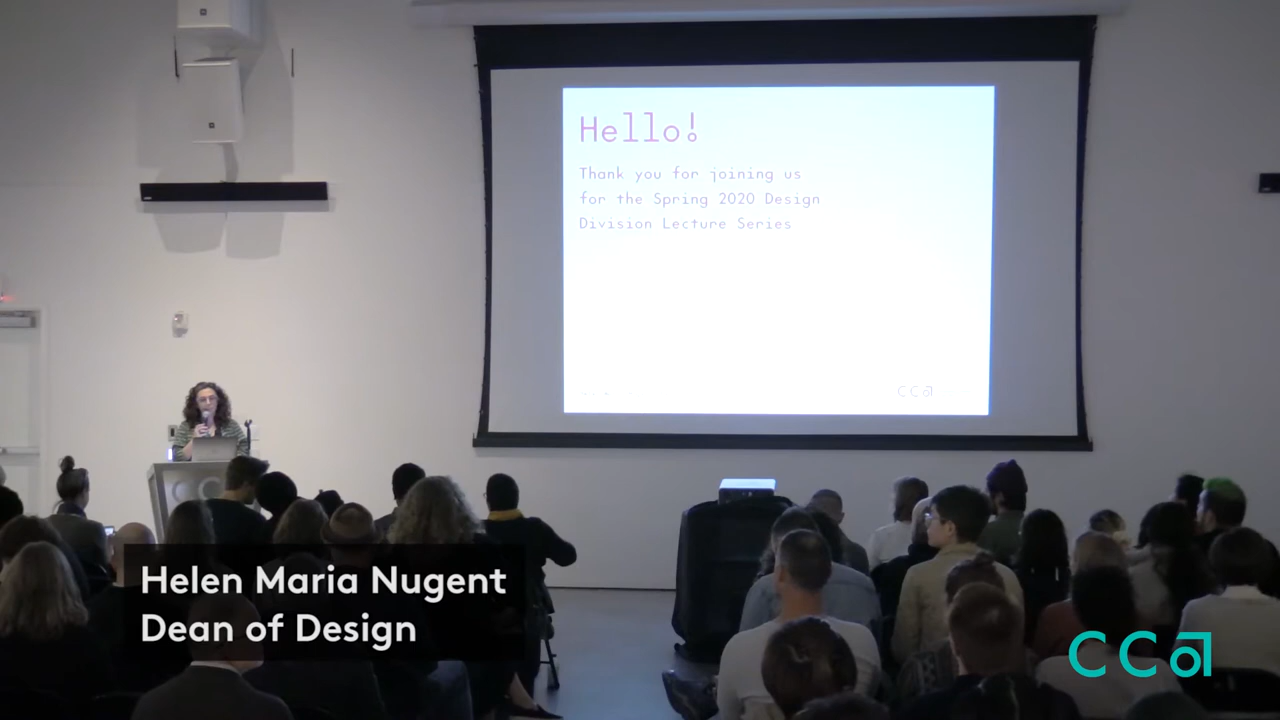 Hello!
Thank you for joining us
for the Spring 2020 Design
Division Lecture Series
CCa
CC
Helen Maria Nugent
Dean of Design
CCa